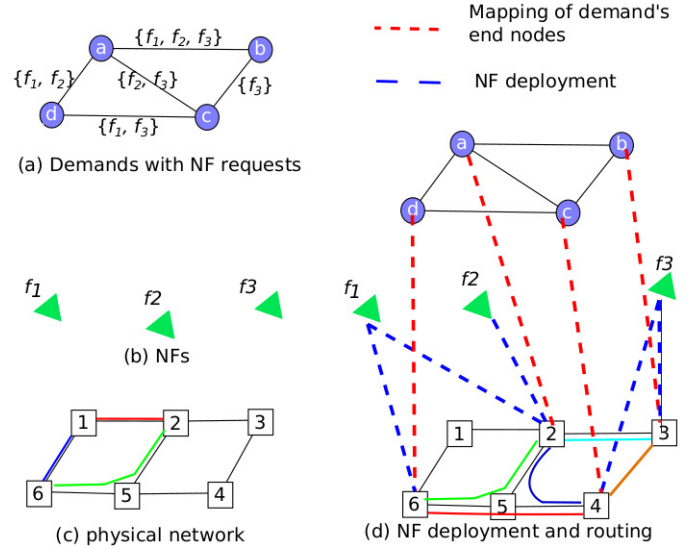 Mapping of demand's
end nodes
NF deployment
a
{f1, f2, f3}
b
{f1, f2}
{f2, f3}
{f3}
d
c
{f1, f3}
(a) Demands with NF requests
a
b
d
c
f1
f2
f3
(b) NFs
f1
f2
f3
1
2
3
6
5
4
(c) physical network
1
2
3
6
5
4
(d) NF deployment and routing